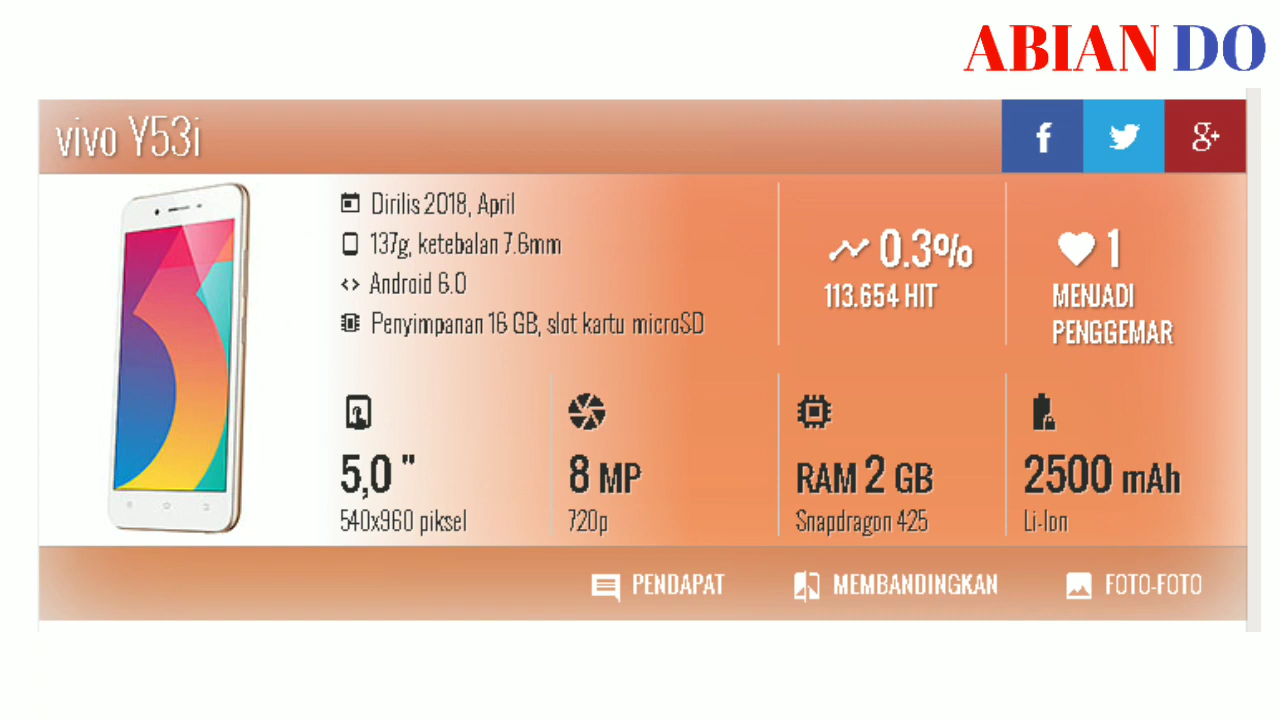 ABIAN DO
vivo Y53i
f
g+
Dirilis 2018, April
137g, ketebalan 7.6mm
Android 6.0
Penyimpanan 16 GB, slot kartu microSD
0.3%
113.654 HIT
1
MENJADI
PENGGEMAR
5,0 "
540x960 piksel
8 MP
720p
RAM 2 GB
Snapdragon 425
2500 mAh
Li-Ion
PENDAPAT
MEMBANDINGKAN
FOTO-FOTO